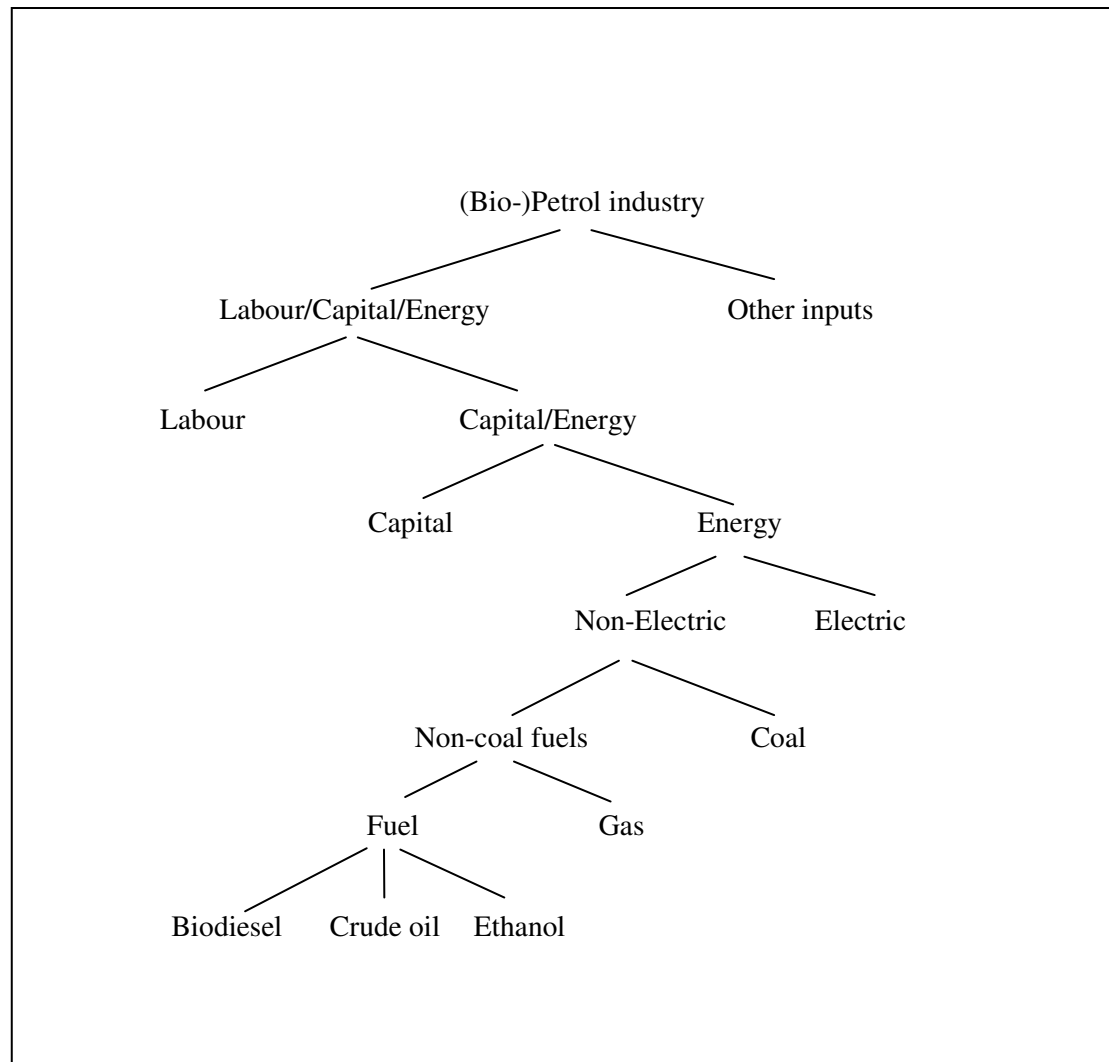 (Bio-)Petrol industry
Labour/Capital/Energy Other inputs
Labour Capital/Energy
Capital Energy
Non-Electric Electric
Non-coal fuels Coal
Fuel Gas
Biodiesel Crude oil Ethanol